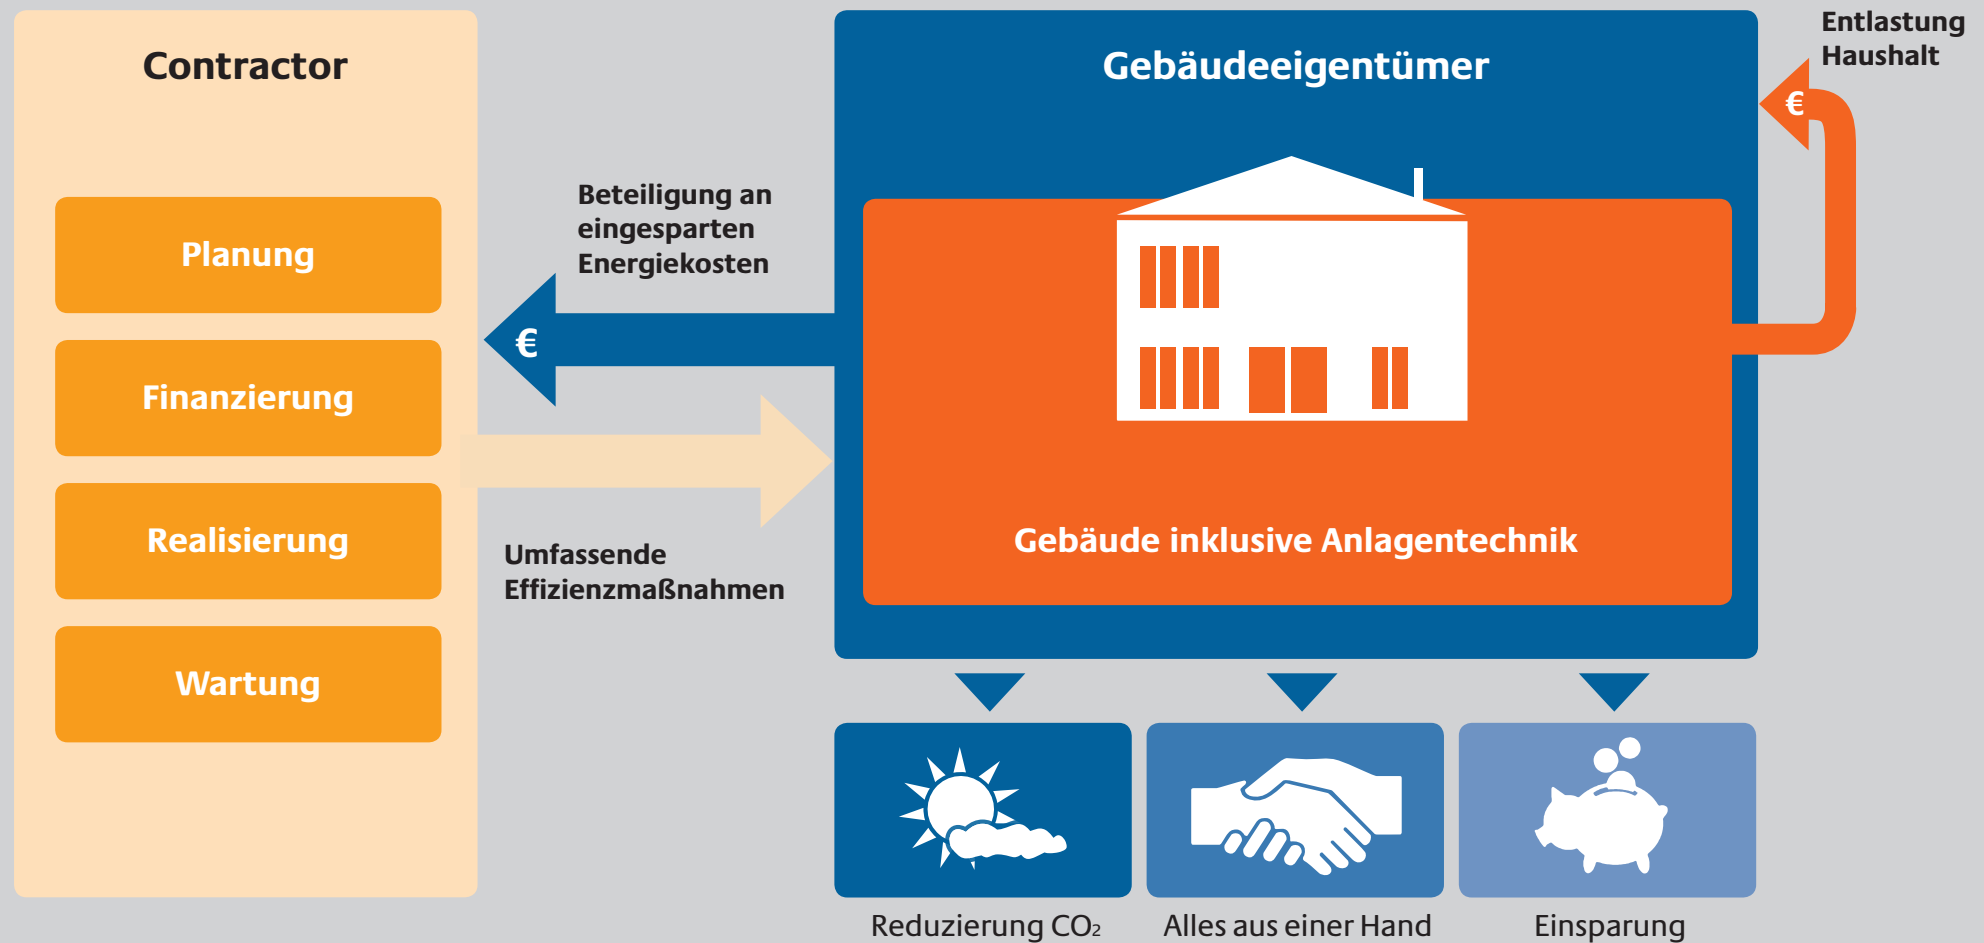 Contractor
Planung
Finanzierung
Realisierung
Wartung
Beteiligung an
eingesparten
Energiekosten
€
Umfassende
Effizienzmaßnahmen
Gebäudeeigentümer
Gebäude inklusive Anlagentechnik
Entlastung
Haushalt
€
Reduzierung CO₂
Alles aus einer Hand
Einsparung